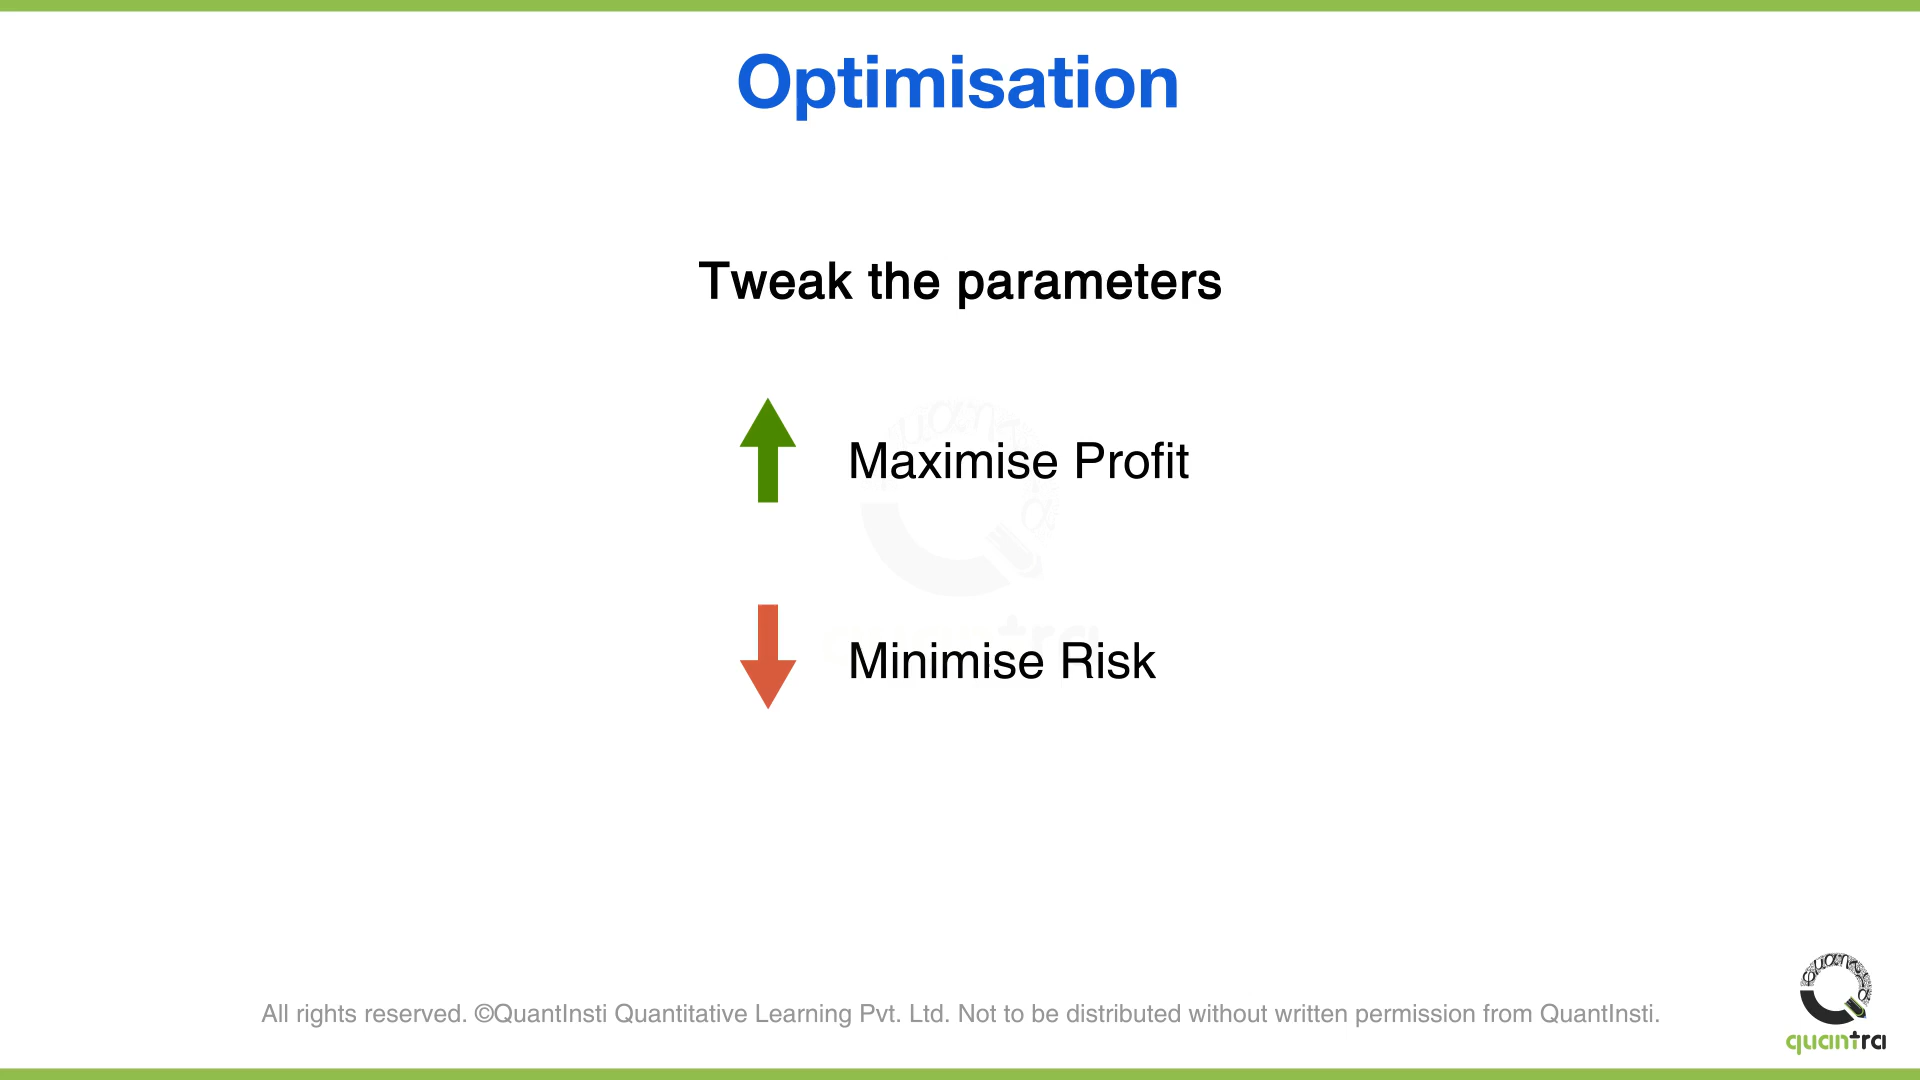 Optimisation
Tweak the parameters
Maximise Profit
Minimise Risk
All rights reserved. ©QuantInsti Quantitative Learning Pvt. Ltd. Not to be distributed without written permission from QuantInsti.
quantra